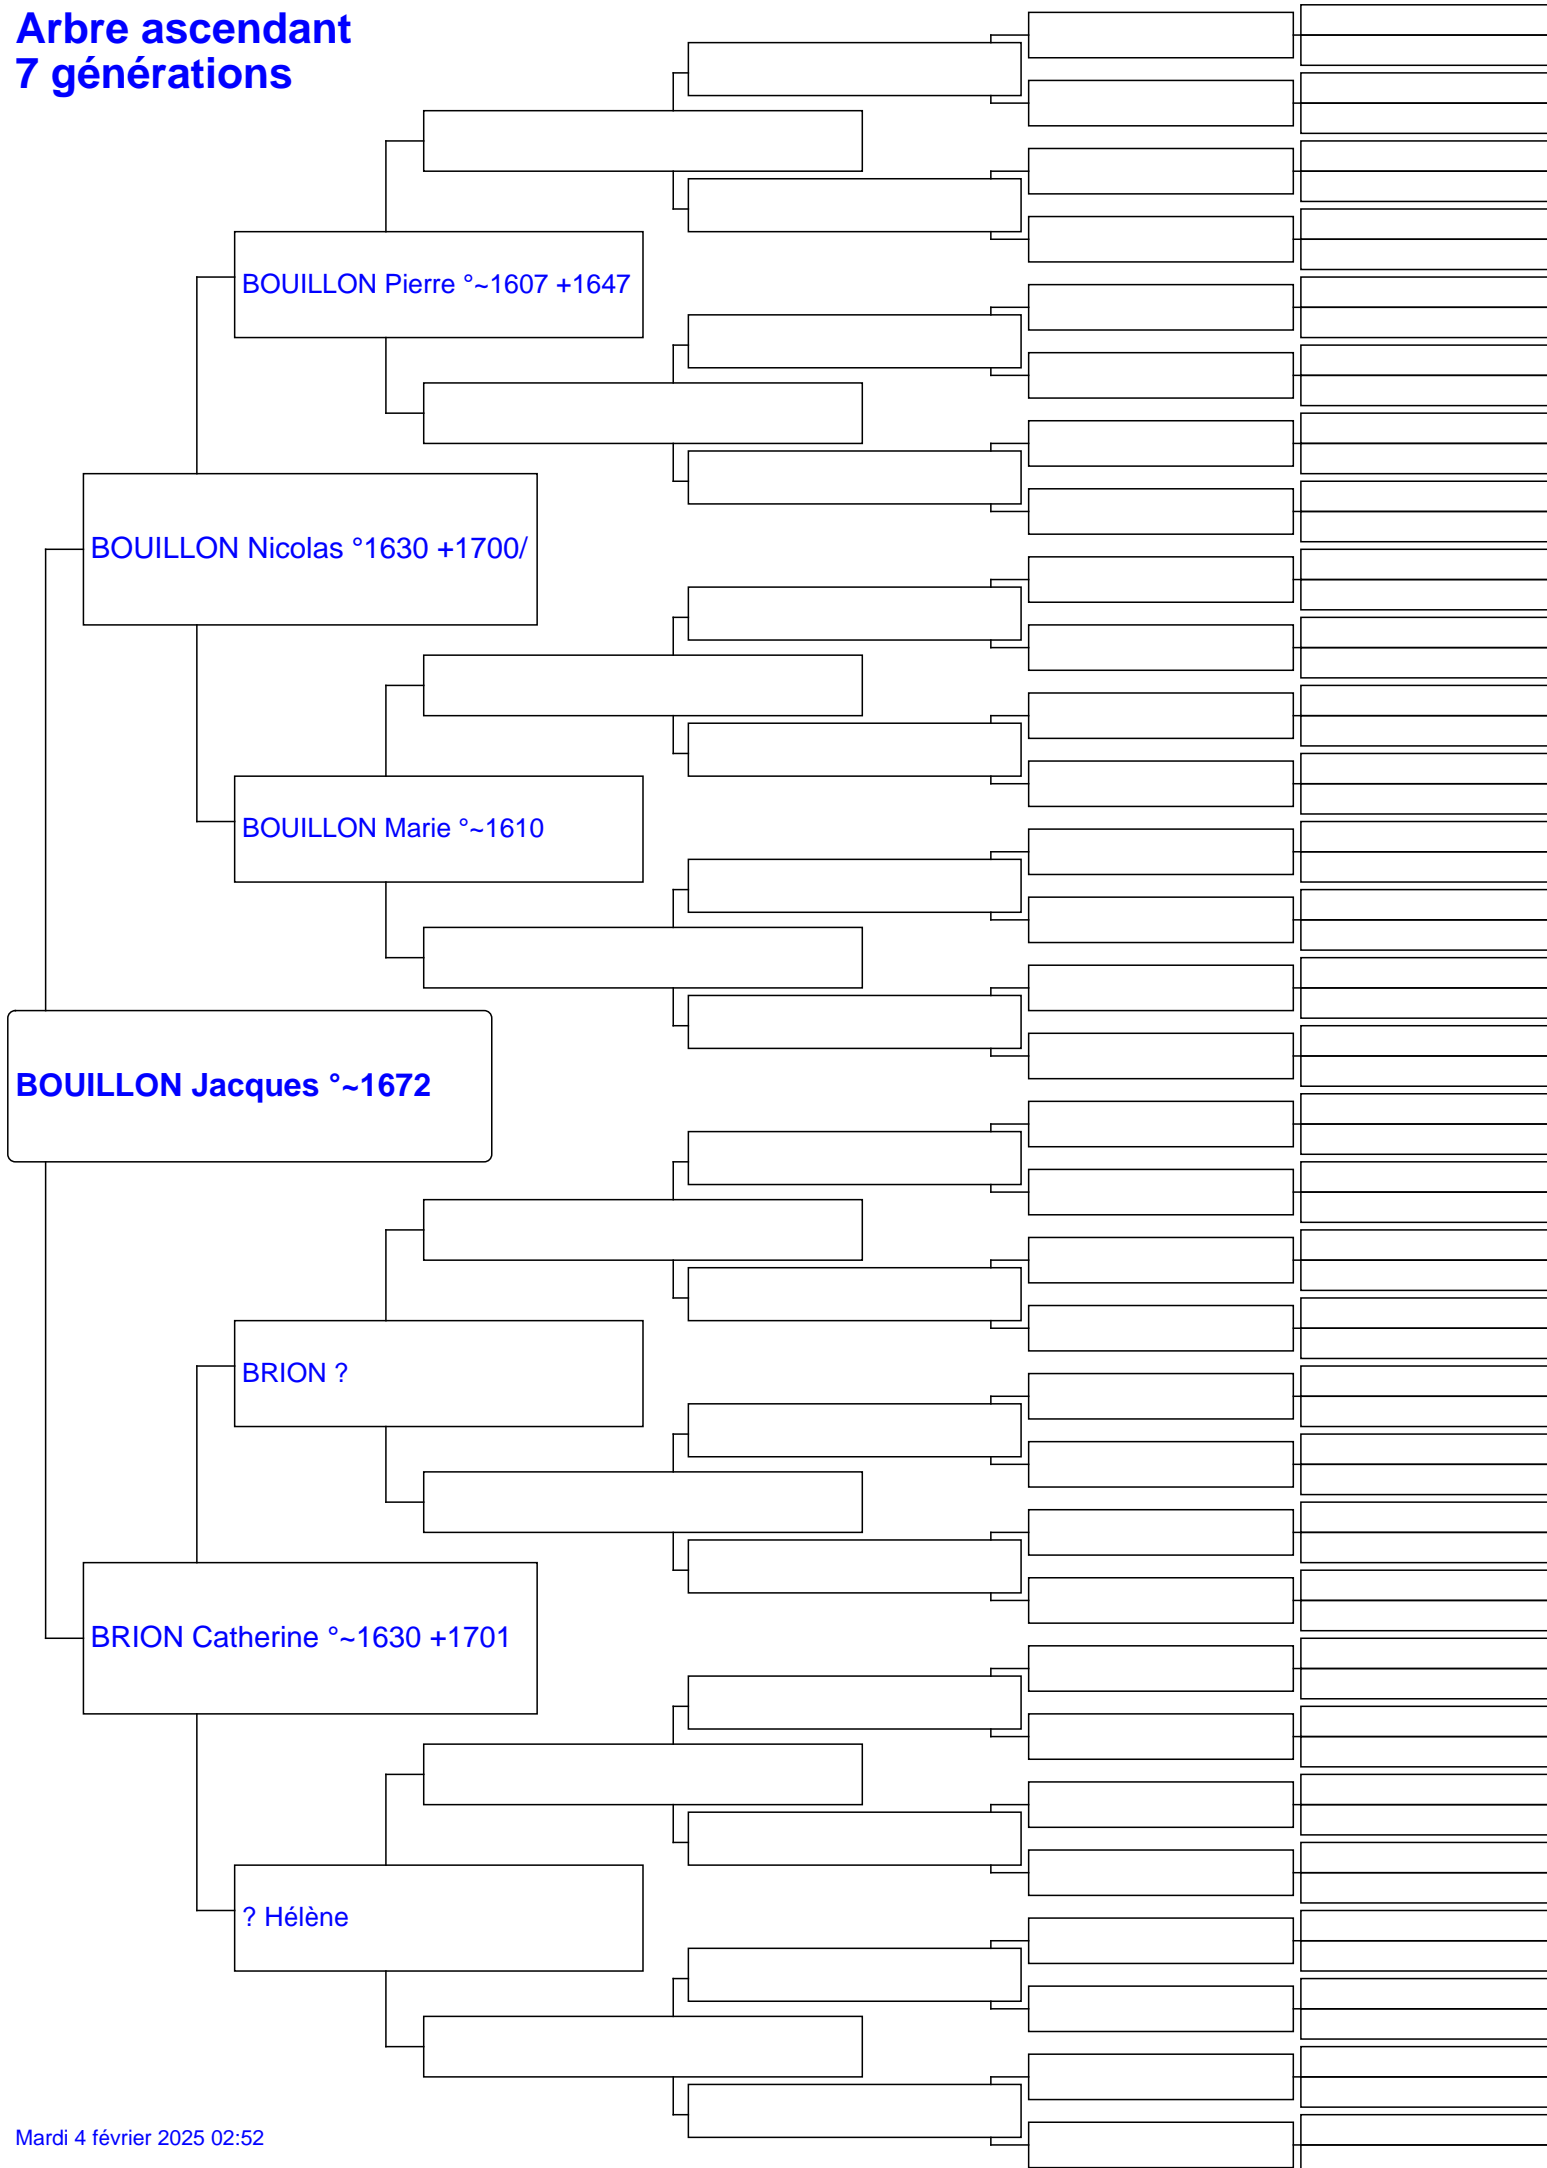 Arbre ascendant
7 générations
BOUILLON Pierre °~1607 +1647
BOUILLON Nicolas °1630 +1700/
BOUILLON Marie °~1610
BOUILLON Jacques °~1672
BRION ?
BRION Catherine °~1630 +1701
? Hélène
Mardi 4 février 2025 02:52